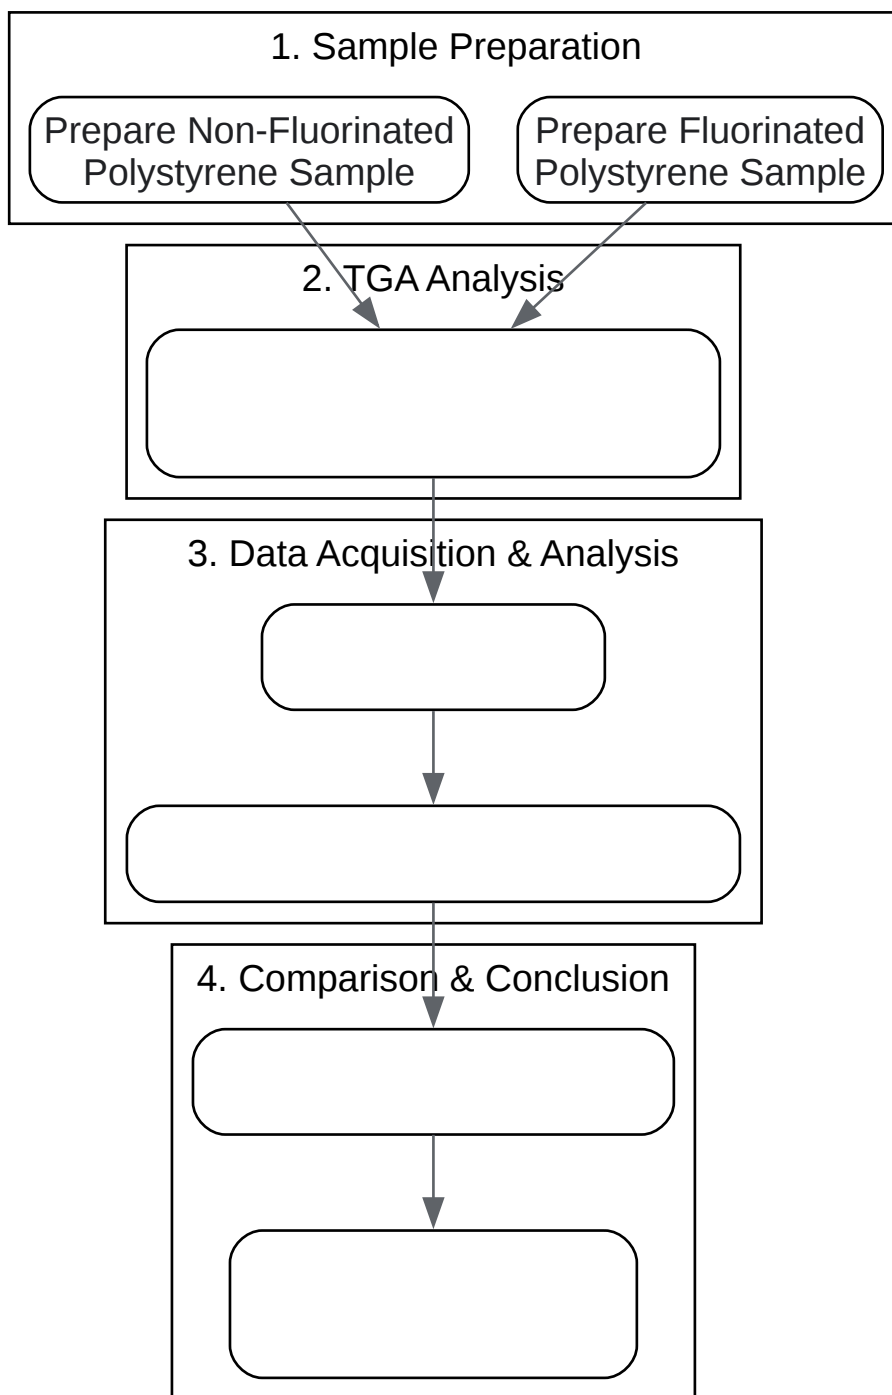 1. Sample Preparation
Prepare Non-Fluorinated
Polystyrene Sample
Prepare Fluorinated
Polystyrene Sample
2. TGA Analysis
3. Data Acquisition & Analysis
4. Comparison & Conclusion